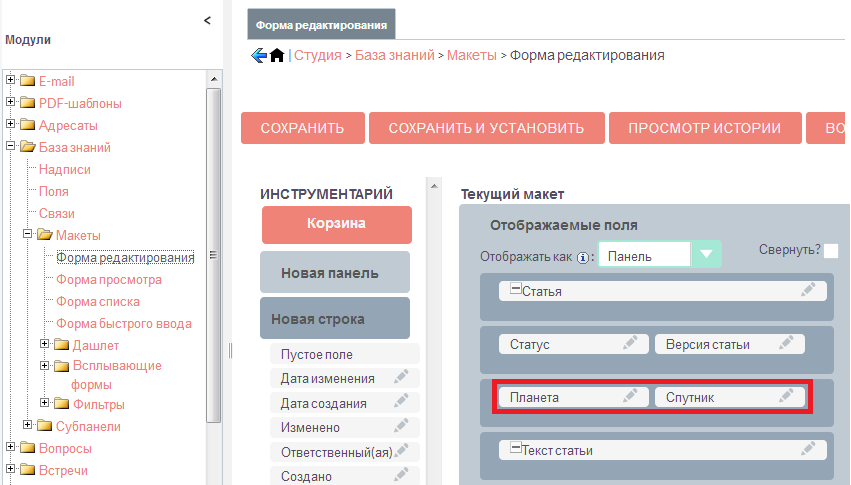 Модули
<
E-mail
PDF-шаблоны
Адресаты
База знаний
Надписи
Поля
Связи
Макеты
Форма редактирования
Форма просмотра
Форма списка
Форма быстрого ввода
Дашлет
Всплывающие
формы
Фильтры
Субпанели
Вопросы
Встречи
Форма редактирования
Студия > База знаний > Макеты > Форма редактирования
СОХРАНИТЬ
СОХРАНИТЬ И УСТАНОВИТЬ
ПРОСМОТР ИСТОРИИ
ВО
ИНСТРУМЕНТАРИЙ
Корзина
Новая панель
Новая строка
Пустое поле
Дата изменения
Дата создания
Изменено
Ответственный(ая)
Создано
Текущий макет
Отображаемые поля
Отображать как i : Панель
Свернуть?
Статья
Статус Версия статьи
Планета Спутник
Текст статьи